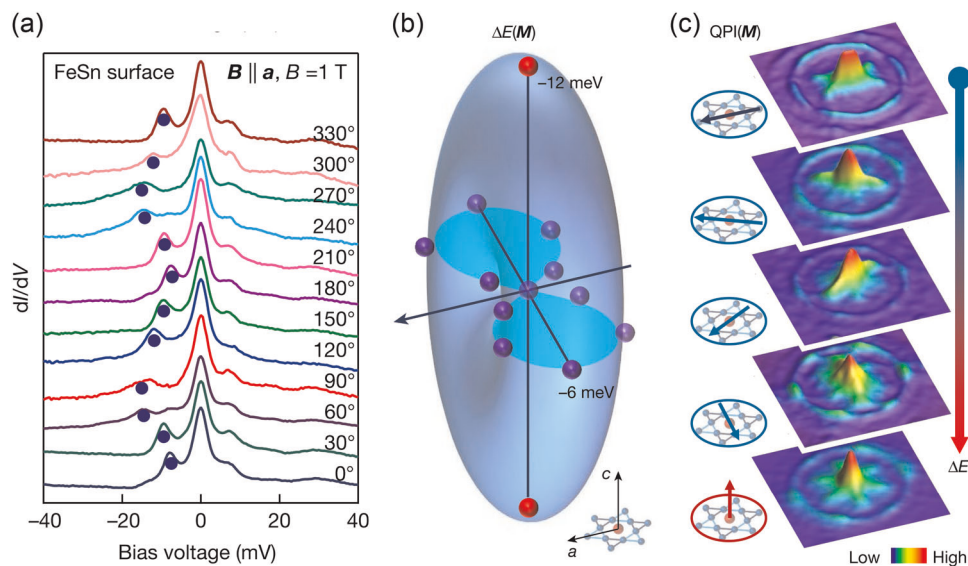 (a)
FeSn surface
B || a, B =1 T
330°
300°
270°
240°
210°
180°
150°
120°
90°
60°
30°
0°
dI/dV
−40
−20
0
20
40
Bias voltage (mV)
(b)
ΔE(M)
−12 meV
−6 meV
c
a
(c)
QPI(M)
ΔE
Low
High